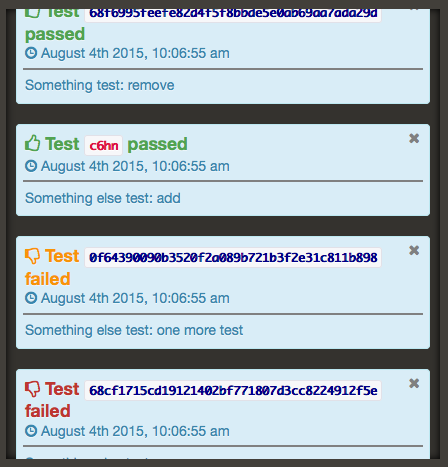 Test 68f6995feefe82d4f5f8bbde5e0ab69aa7ada29d
passed
August 4th 2015, 10:06:55 am
Something test: remove
Test c6hn passed
August 4th 2015, 10:06:55 am
Something else test: add
Test 0f64390090b3520f2a089b721b3f2e31c811b898
failed
August 4th 2015, 10:06:55 am
Something else test: one more test
Test 68cf1715cd19121402bf771807d3cc8224912f5e
failed
August 4th 2015, 10:06:55 am